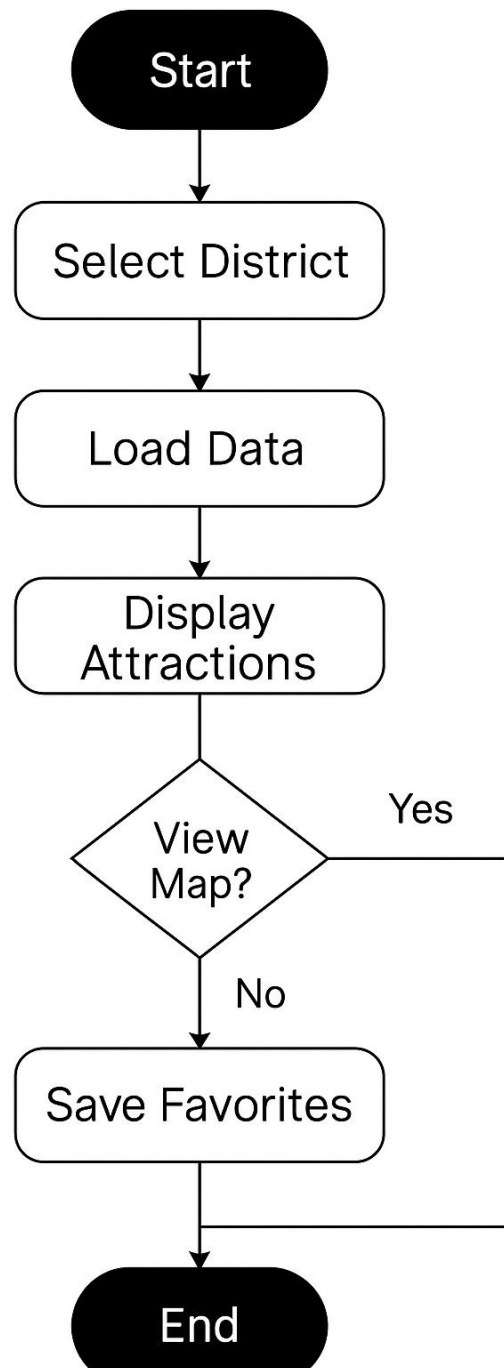 Start
Select District
Load Data
Display
Attractions
View
Map?
Yes
No
Save Favorites
End